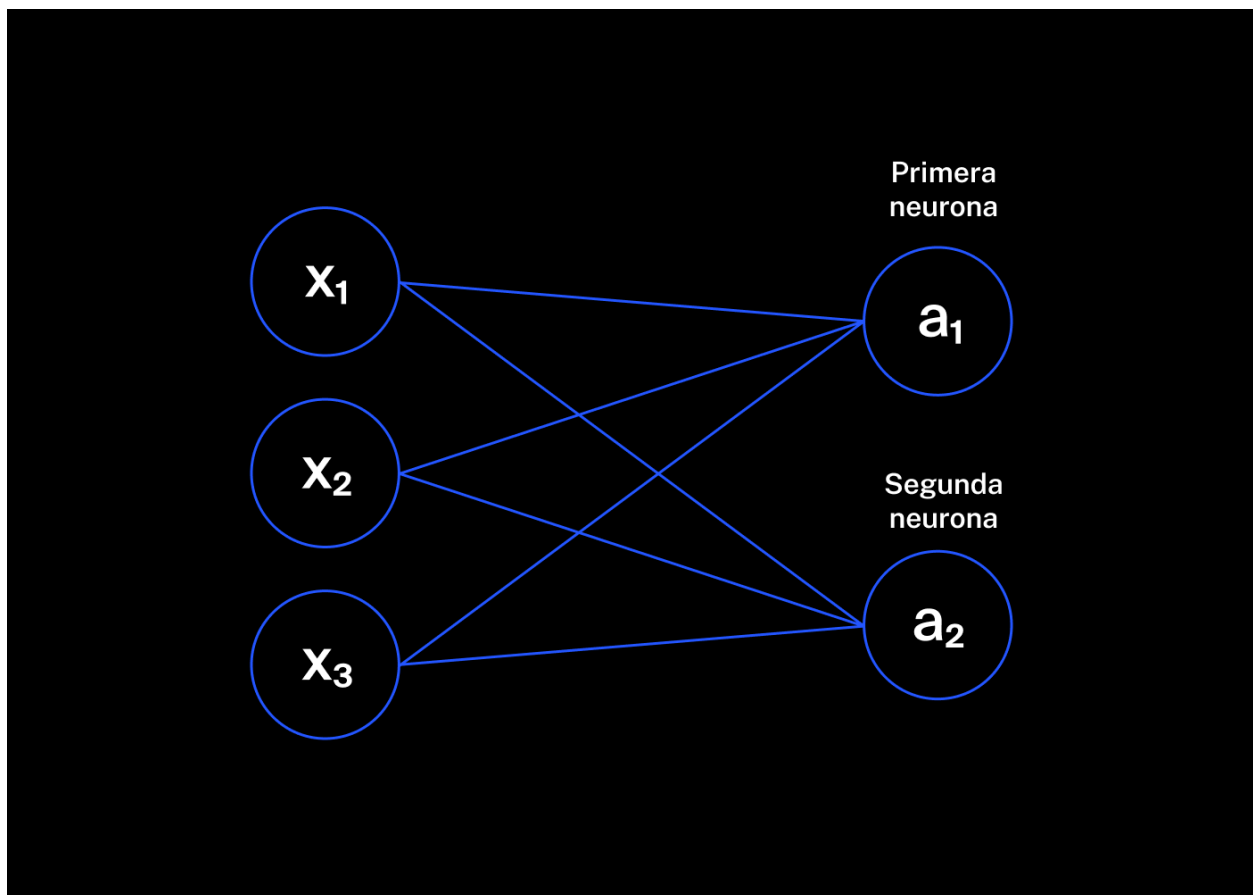 x₁
x₂
x₃
Primera
neurona
a₁
Segunda
neurona
a₂